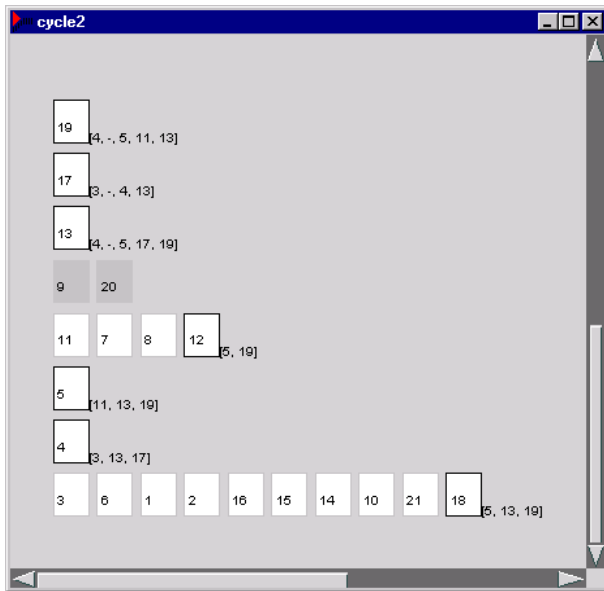 cycle2
19 [4, -, 5, 11, 13]
17 [3, -, 4, 13]
13 [4, -, 5, 17, 19]
9 20
11 7 8 12 [5, 19]
5 [11, 13, 19]
4 [3, 13, 17]
3 6 1 2 16 15 14 10 21 18 [5, 13, 19]